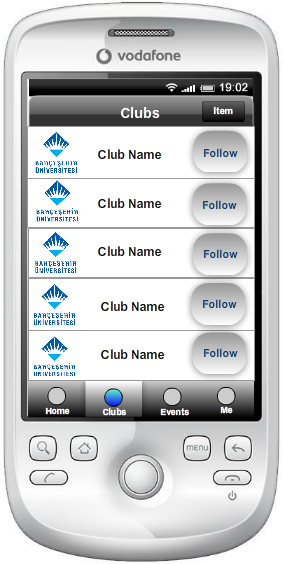 vodafone
19:02
Clubs
Item
BAHÇEŞEHİR
ÜNİVERSİTESİ
Club Name
Follow
BAHÇEŞEHİR
ÜNİVERSİTESİ
Club Name
Follow
BAHÇEŞEHİR
ÜNİVERSİTESİ
Club Name
Follow
BAHÇEŞEHİR
ÜNİVERSİTESİ
Club Name
Follow
BAHÇEŞEHİR
ÜNİVERSİTESİ
Club Name
Follow
Home
Clubs
Events
Me
MENU